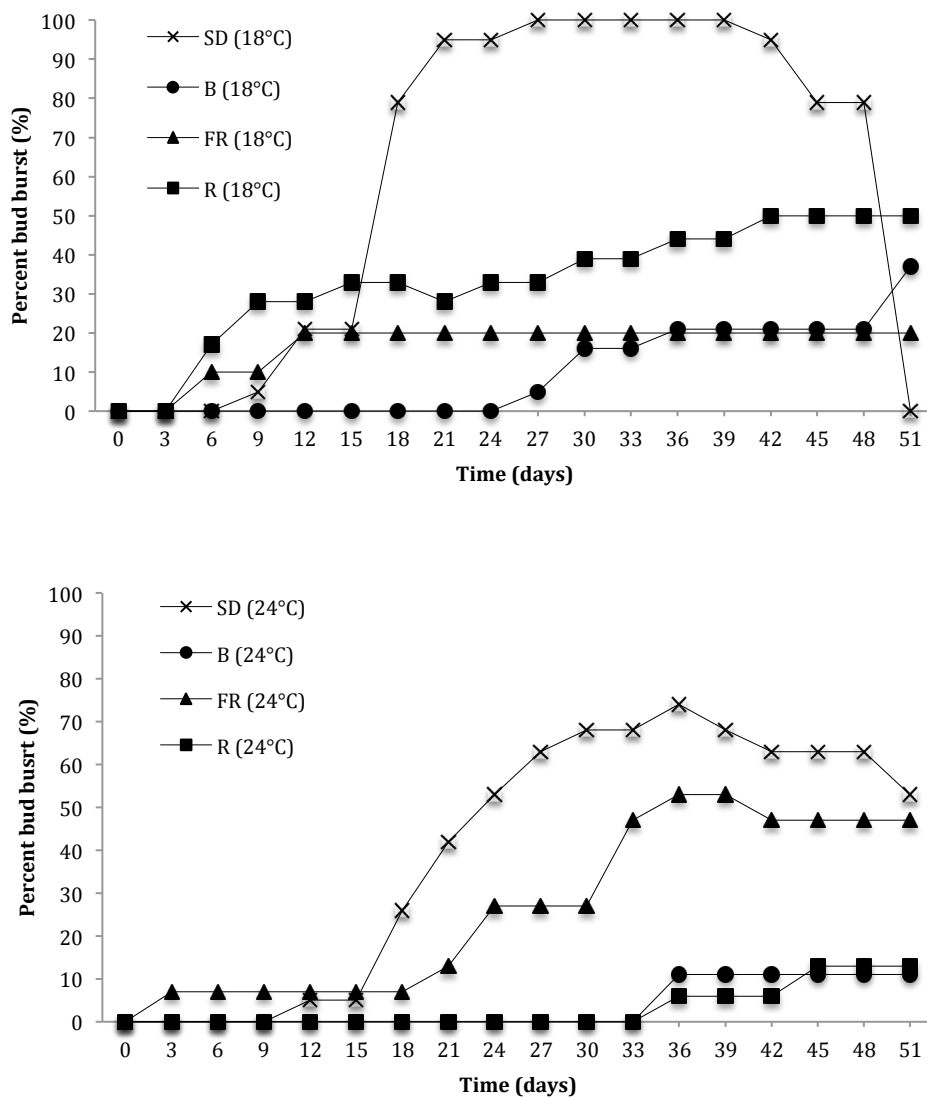 100
90
80
70
60
50
40
30
20
10
0
Percent bud burst (%)
SD (18°C)
B (18°C)
FR (18°C)
R (18°C)
0 3 6 9 12 15 18 21 24 27 30 33 36 39 42 45 48 51
Time (days)
100
90
80
70
60
50
40
30
20
10
0
Percent bud busrt (%)
SD (24°C)
B (24°C)
FR (24°C)
R (24°C)
0 3 6 9 12 15 18 21 24 27 30 33 36 39 42 45 48 51
Time (days)